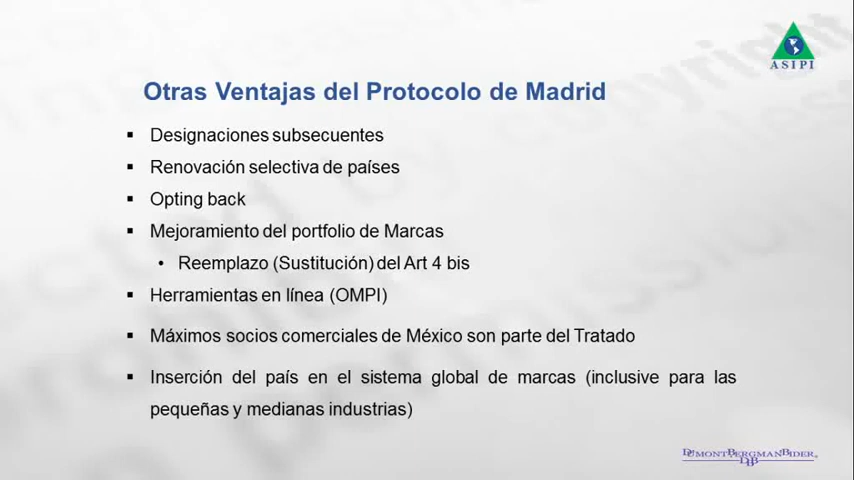 ASIPI
Otras Ventajas del Protocolo de Madrid
▪ Designaciones subsecuentes
▪ Renovación selectiva de países
▪ Opting back
▪ Mejoramiento del portfolio de Marcas
• Reemplazo (Sustitución) del Art 4 bis
▪ Herramientas en línea (OMPI)
▪ Máximos socios comerciales de México son parte del Tratado
▪ Inserción del país en el sistema global de marcas (inclusive para las
pequeñas y medianas industrias)
DUMONTBERGMANBIDER